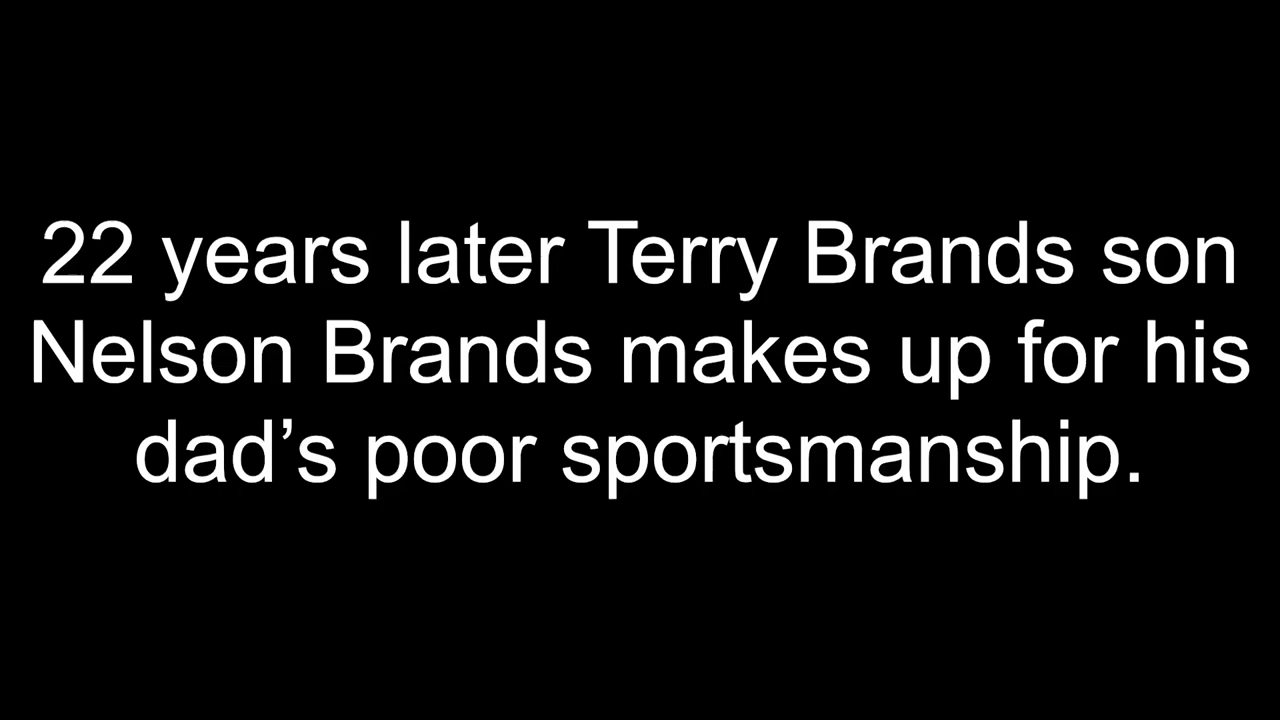 22 years later Terry Brands son
Nelson Brands makes up for his
dad’s poor sportsmanship.